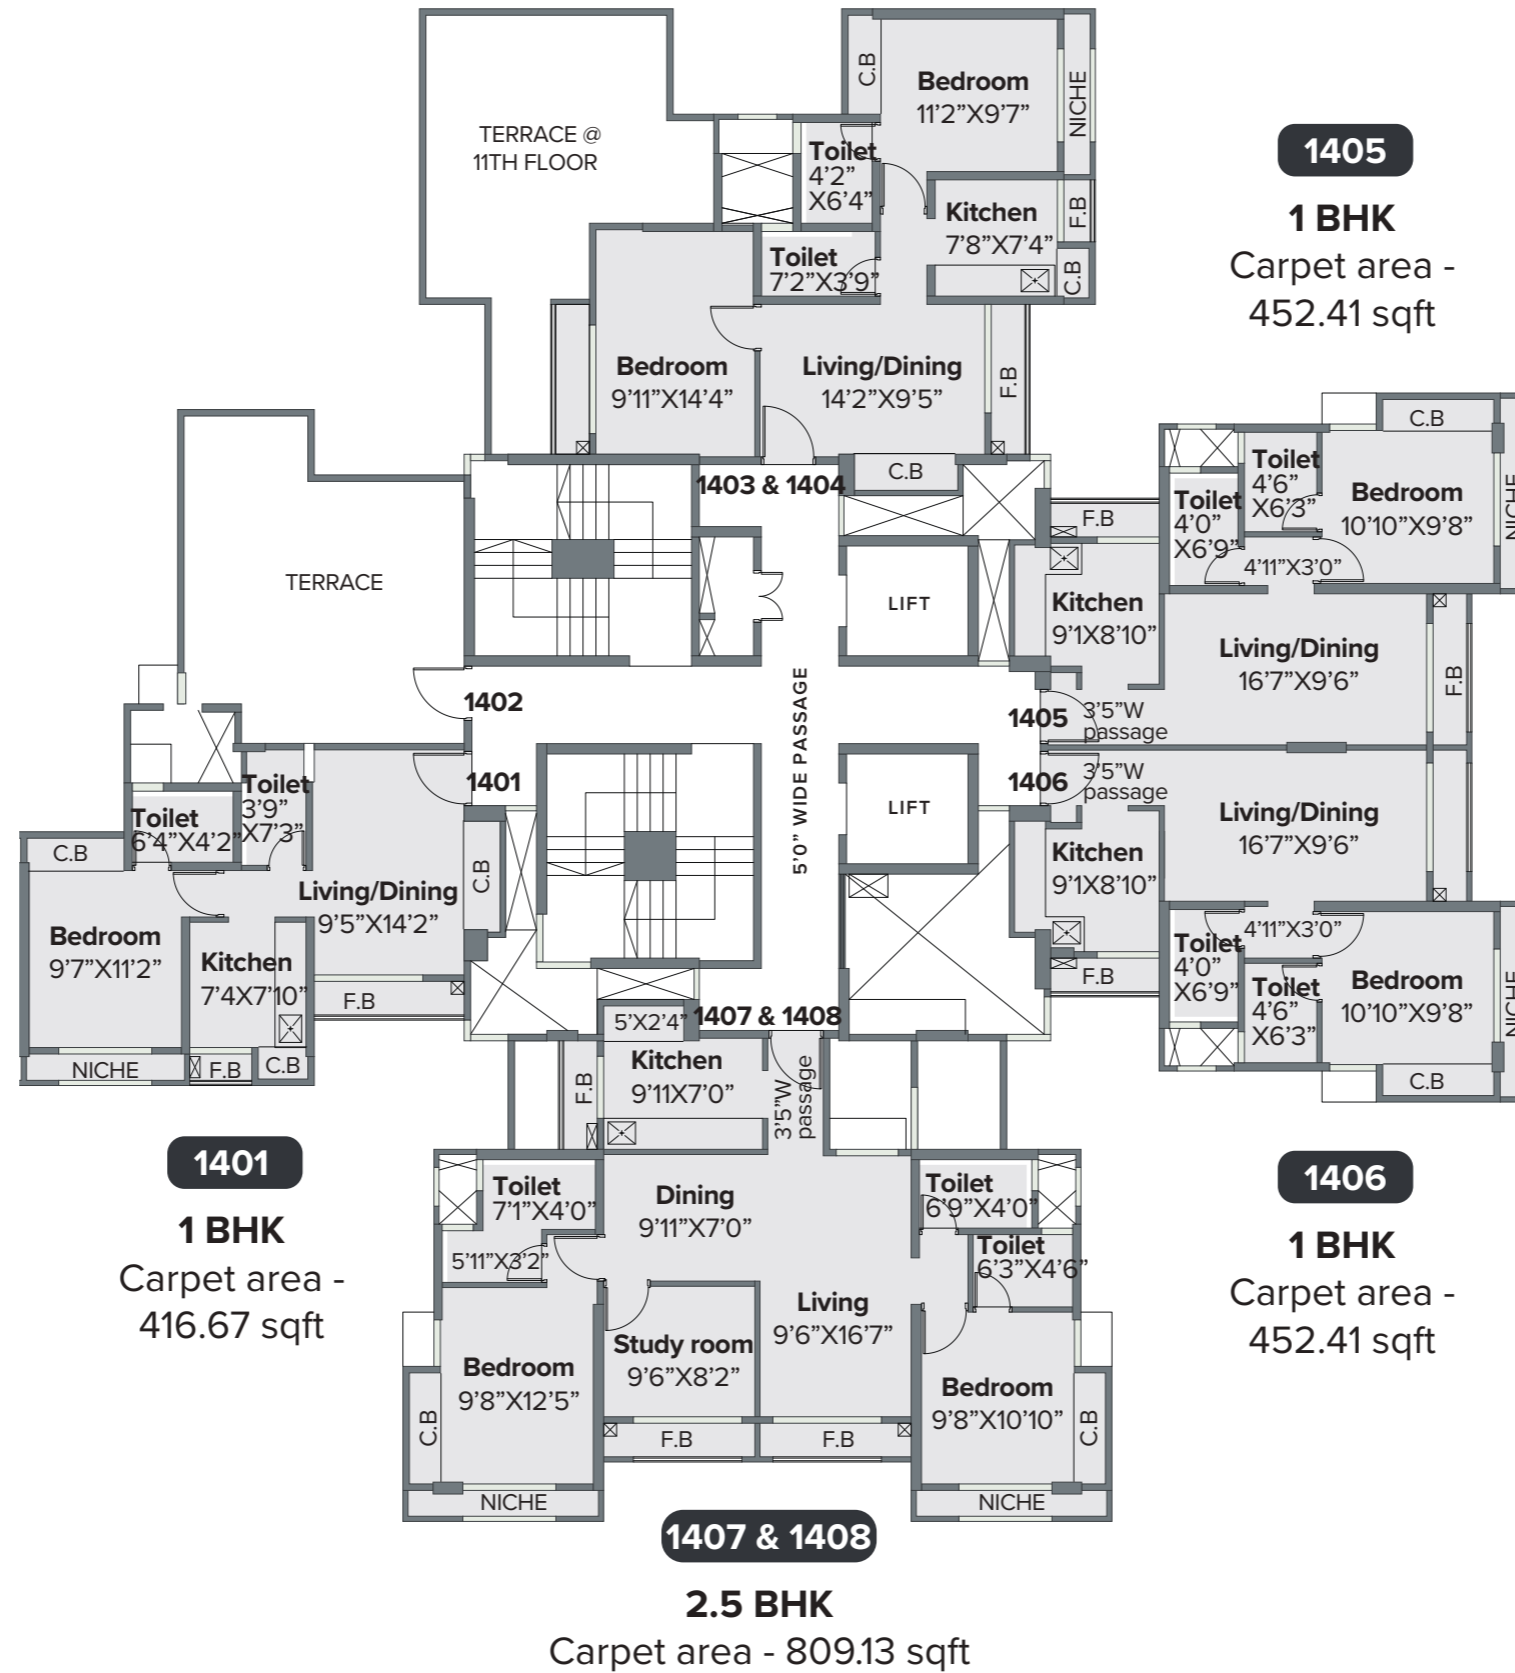 C.B
Bedroom
11'2”X9'7”
NICHE
TERRACE @
11TH FLOOR
Toilet
4'2”
X6'4”
Kitchen
7'8”X7'4”
F.B
C.B
Toilet
7'2”X3'9”
Bedroom
9'11”X14'4”
Living/Dining
14'2”X9'5”
F.B
1403 & 1404
C.B
1405
1 BHK
Carpet area -
452.41 sqft
C.B
Toilet
4'6”
X6'3”
Toilet
4'0”
X6'9”
Bedroom
10'10”X9'8”
NICHE
F.B
4'11”X3'0”
Kitchen
9'1X8'10”
Living/Dining
16'7”X9'6”
F.B
LIFT
TERRACE
1402
5'0” WIDE PASSAGE
1405
3'5”W
passage
1401
1406
3'5”W
passage
LIFT
Living/Dining
16'7”X9'6”
Kitchen
9'1X8'10”
4'11”X3'0”
Toilet
4'0”
X6'9”
Toilet
4'6”
X6'3”
Bedroom
10'10”X9'8”
NICHE
F.B
C.B
Toilet
3'9”
X7'3”
Toilet
6'4”X4'2”
C.B
C.B
Living/Dining
9'5”X14'2”
Bedroom
9'7”X11'2”
Kitchen
7'4X7'10”
F.B
NICHE
F.B
C.B
1401
1 BHK
Carpet area -
416.67 sqft
1406
1 BHK
Carpet area -
452.41 sqft
5'X2'4”
1407 & 1408
Kitchen
9'11X7'0”
F.B
3'5”W
passage
Toilet
7'1”X4'0”
Dining
9'11”X7'0”
Toilet
6'9”X4'0”
5'11”X3'2”
Toilet
6'3”X4'6”
Living
9'6”X16'7”
Study room
9'6”X8'2”
Bedroom
9'8”X12'5”
Bedroom
9'8”X10'10”
C.B
F.B
F.B
C.B
NICHE
NICHE
1407 & 1408
2.5 BHK
Carpet area - 809.13 sqft